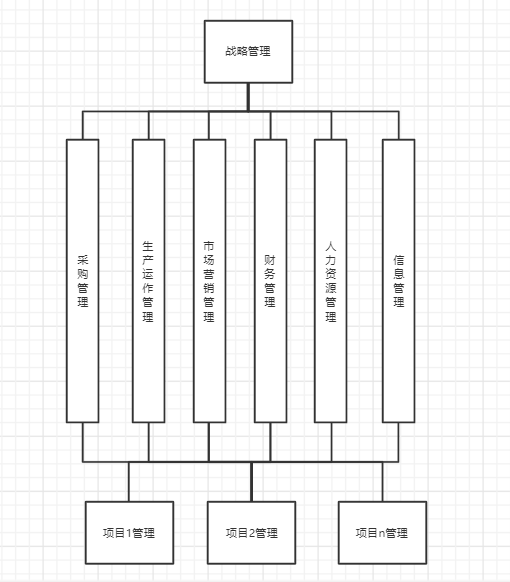 战略管理
采购管理
生产运作管理
市场营销管理
财务管理
人力资源管理
信息管理
项目1管理
项目2管理
项目n管理